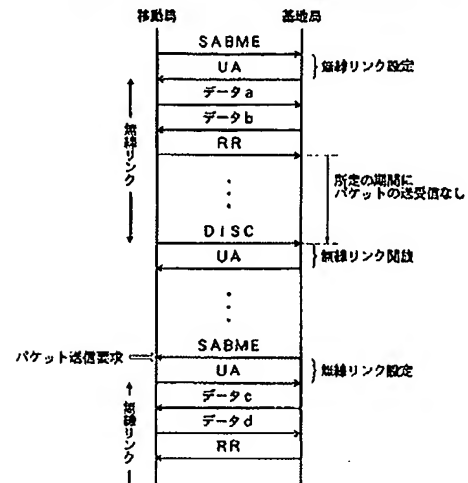 移動局
基地局
SABME
UA
無線リンク設定
データa
データb
RR
無線リンク
所定の期間に
パケットの送受信なし
DISC
UA
無線リンク開放
SABME
パケット送信要求
UA
無線リンク設定
データc
データd
RR
無線リンク